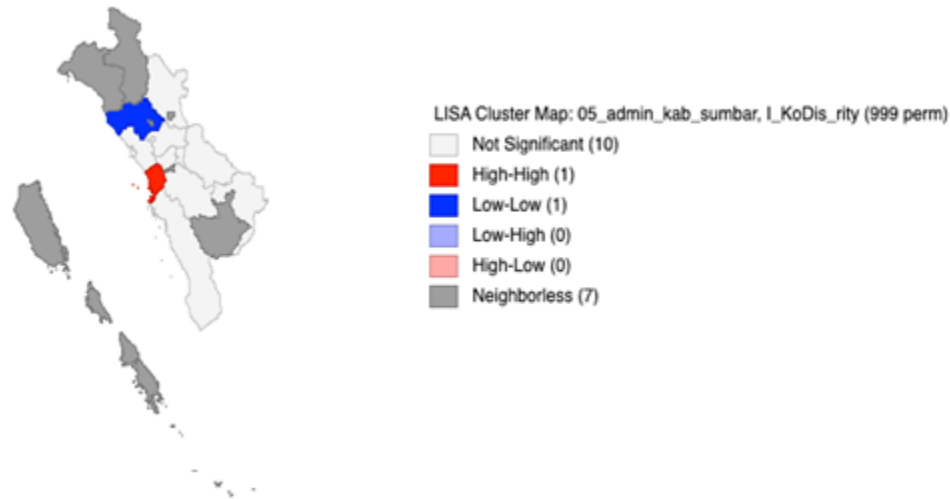 LISA Cluster Map: 05_admin_kab_sumbar, I_KoDis_rity (999 perm)
Not Significant (10)
High-High (1)
Low-Low (1)
Low-High (0)
High-Low (0)
Neighborless (7)